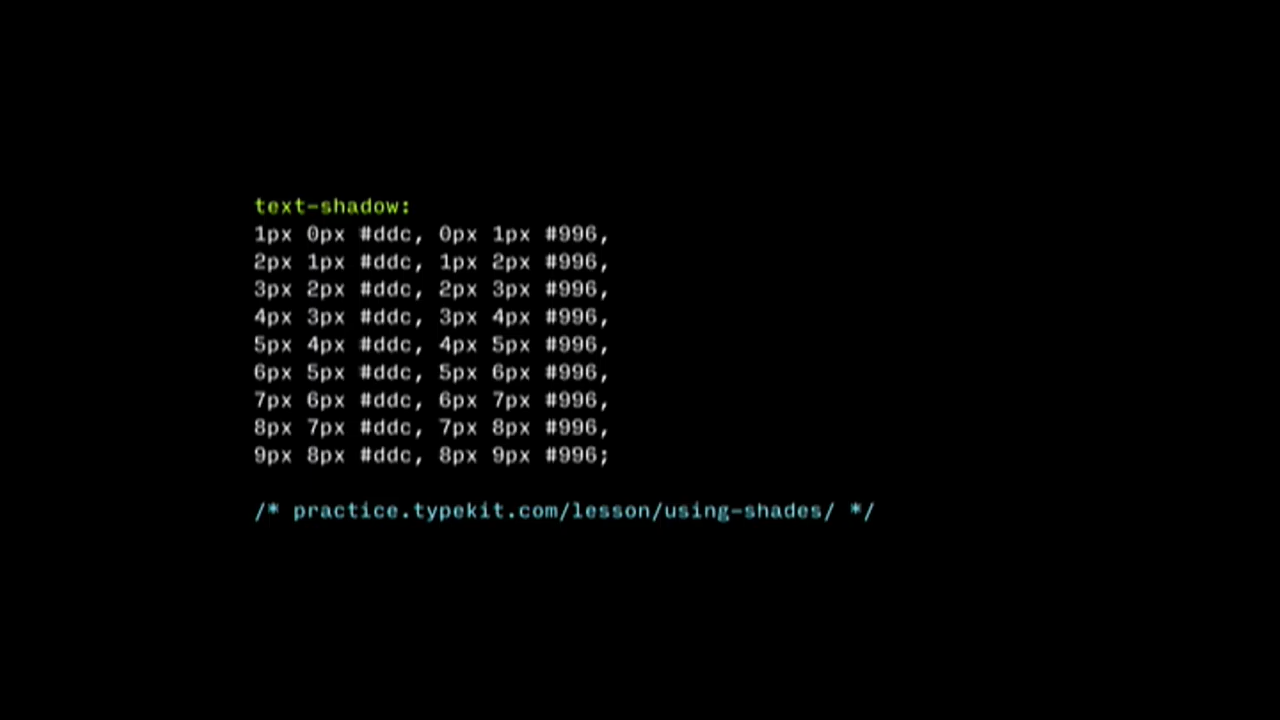 text-shadow:
1px 0px #ddc, 0px 1px #996,
2px 1px #ddc, 1px 2px #996,
3px 2px #ddc, 2px 3px #996,
4px 3px #ddc, 3px 4px #996,
5px 4px #ddc, 4px 5px #996,
6px 5px #ddc, 5px 6px #996,
7px 6px #ddc, 6px 7px #996,
8px 7px #ddc, 7px 8px #996,
9px 8px #ddc, 8px 9px #996;
/* practice.typekit.com/lesson/using-shades/ */